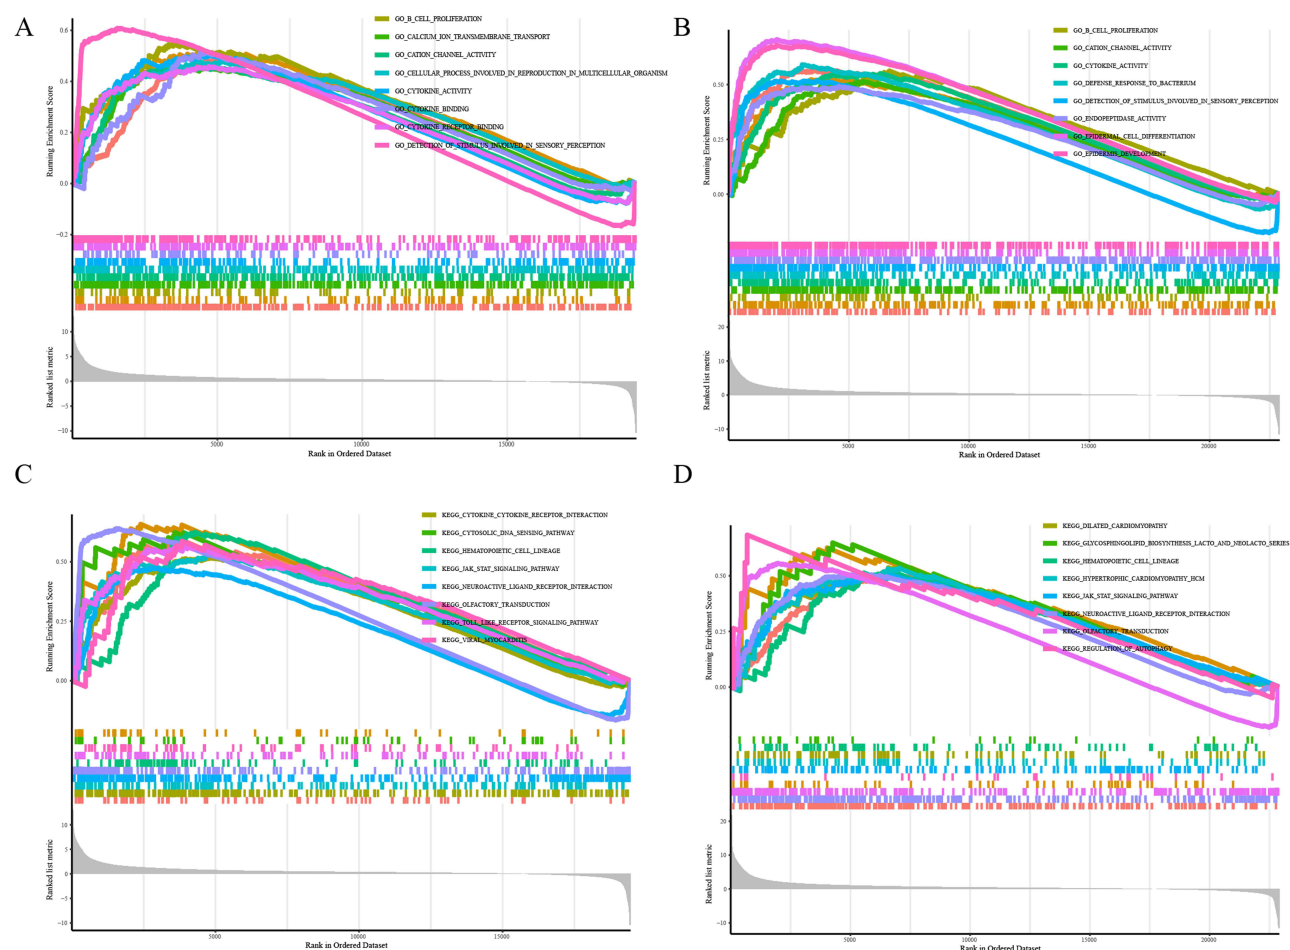 A
GO_B_CELL_PROLIFERATION
GO_CALCIUM_ION_TRANSMEMBRANE_TRANSPORT
GO_CATION_CHANNEL_ACTIVITY
GO_CELLULAR_PROCESS_INVOLVED_IN_REPRODUCTION_IN_MULTICELLULAR_ORGANISM
GO_CYTOKINE_ACTIVITY
GO_CYTOKINE_BINDING
GO_CYTOKINE_RECEPTOR_BINDING
GO_DETECTION_OF_STIMULUS_INVOLVED_IN_SENSORY_PERCEPTION
Running Enrichment Score
0.6
0.4
0.2
0.0
−0.2
Ranked list metric
10
5
0
−5
−10
5000
10000
15000
Rank in Ordered Dataset
B
GO_B_CELL_PROLIFERATION
GO_CATION_CHANNEL_ACTIVITY
GO_CYTOKINE_ACTIVITY
GO_DEFENSE_RESPONSE_TO_BACTERIUM
GO_DETECTION_OF_STIMULUS_INVOLVED_IN_SENSORY_PERCEPTION
GO_ENDOPEPTIDASE_ACTIVITY
GO_EPIDERMAL_CELL_DIFFERENTIATION
GO_EPIDERMIS_DEVELOPMENT
Running Enrichment Score
0.50
0.25
0.00
Ranked list metric
20
10
0
−10
5000
10000
15000
20000
Rank in Ordered Dataset
C
KEGG_CYTOKINE_CYTOKINE_RECEPTOR_INTERACTION
KEGG_CYTOSOLIC_DNA_SENSING_PATHWAY
KEGG_HEMATOPOIETIC_CELL_LINEAGE
KEGG_JAK_STAT_SIGNALING_PATHWAY
KEGG_NEUROACTIVE_LIGAND_RECEPTOR_INTERACTION
KEGG_OLFACTORY_TRANSDUCTION
KEGG_TOLL_LIKE_RECEPTOR_SIGNALING_PATHWAY
KEGG_VIRAL_MYOCARDITIS
Running Enrichment Score
0.50
0.25
0.00
Ranked list metric
10
5
0
−5
−10
5000
10000
15000
Rank in Ordered Dataset
D
KEGG_DILATED_CARDIOMYOPATHY
KEGG_GLYCOSPHINGOLIPID_BIOSYNTHESIS_LACTO_AND_NEOLACTO_SERIES
KEGG_HEMATOPOIETIC_CELL_LINEAGE
KEGG_HYPERTROPHIC_CARDIOMYOPATHY_HCM
KEGG_JAK_STAT_SIGNALING_PATHWAY
KEGG_NEUROACTIVE_LIGAND_RECEPTOR_INTERACTION
KEGG_OLFACTORY_TRANSDUCTION
KEGG_REGULATION_OF_AUTOPHAGY
Running Enrichment Score
0.50
0.25
0.00
Ranked list metric
20
10
0
−10
5000
10000
15000
20000
Rank in Ordered Dataset